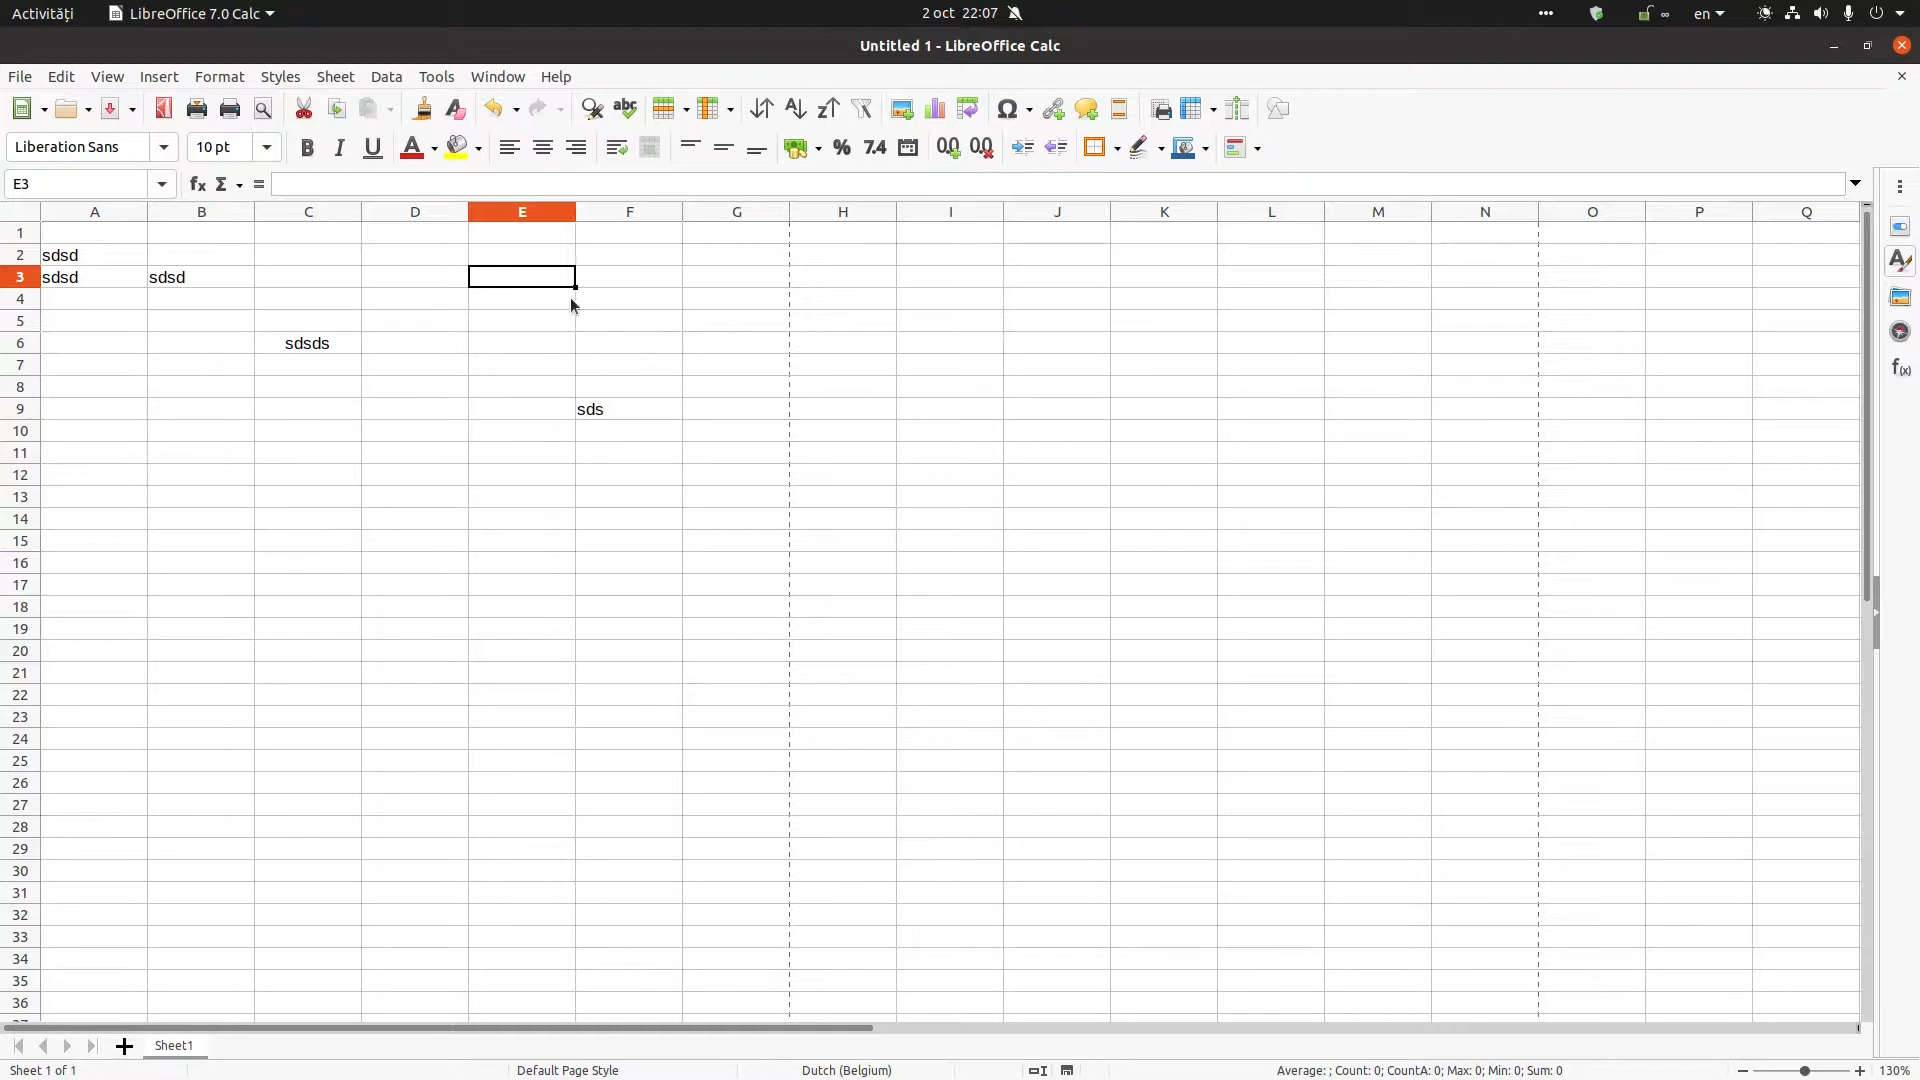 Activități LibreOffice 7.0 Calc 2 oct 22:07 ∞ en
Untitled 1 - LibreOffice Calc
File Edit View Insert Format Styles Sheet Data Tools Window Help
Liberation Sans 10 pt % 7.4
E3
A B C D E F G H I J K L M N O P Q
1
2 sdsd
3 sdsd sdsd
4
5
6 sdsds
7
8
9 sds
10
11
12
13
14
15
16
17
18
19
20
21
22
23
24
25
26
27
28
29
30
31
32
33
34
35
36
Sheet1
Sheet 1 of 1 Default Page Style Dutch (Belgium) Average: ; Count: 0; CountA: 0; Max: 0; Min: 0; Sum: 0 130%